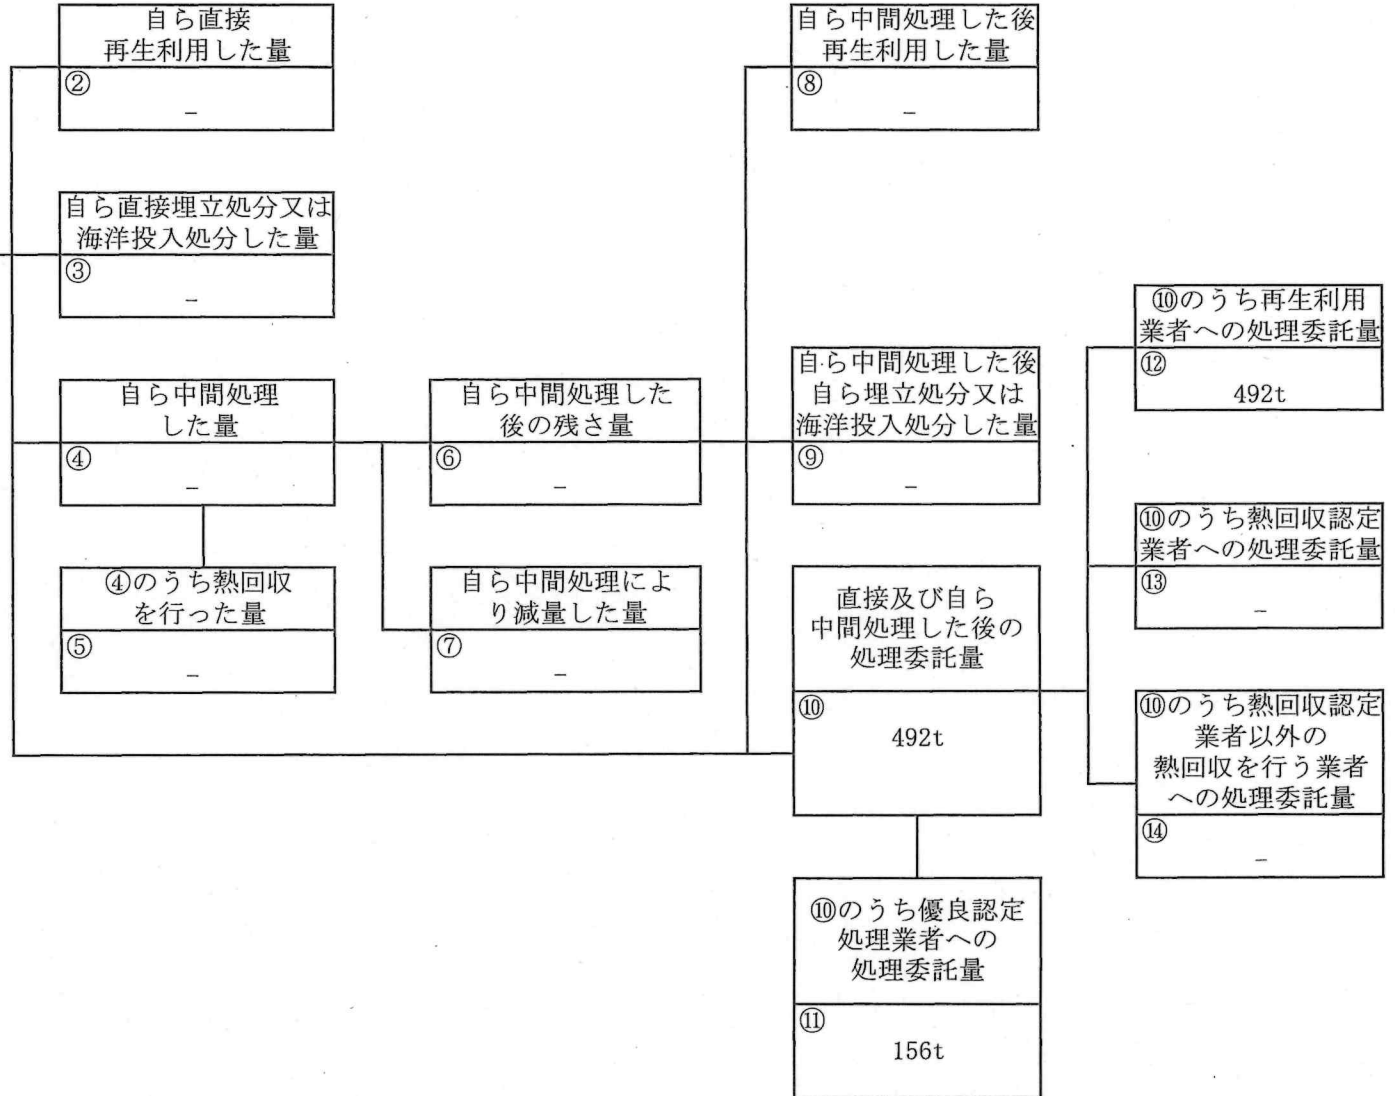 自ら直接
再生利用した量
②
－
自ら直接埋立処分又は
海洋投入処分した量
③
－
自ら中間処理
した量
④
－
④のうち熱回収
を行った量
⑤
－
自ら中間処理した
後の残さ量
⑥
－
自ら中間処理によ
り減量した量
⑦
－
自ら中間処理した後
再生利用した量
⑧
－
自ら中間処理した後
自ら埋立処分又は
海洋投入処分した量
⑨
－
直接及び自ら
中間処理した後の
処理委託量
⑩
492t
⑩のうち優良認定
処理業者への
処理委託量
⑪
156t
⑩のうち再生利用
業者への処理委託量
⑫
492t
⑩のうち熱回収認定
業者への処理委託量
⑬
－
⑩のうち熱回収認定
業者以外の
熱回収を行う業者
への処理委託量
⑭
－